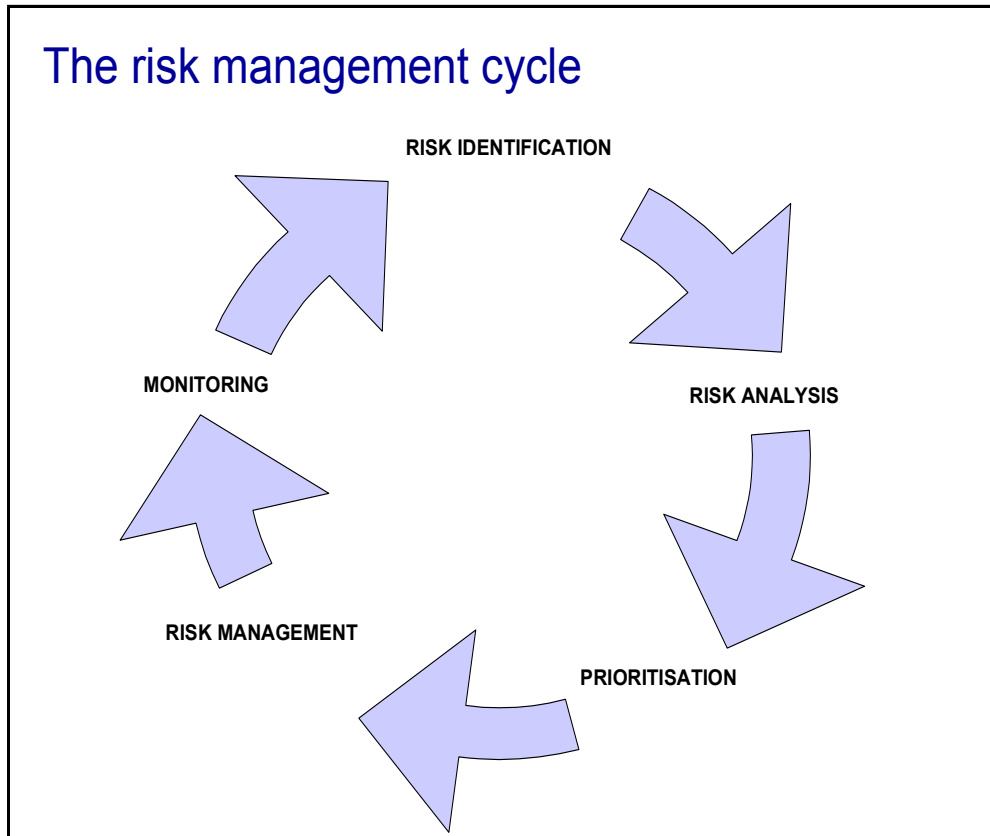 The risk management cycle
RISK IDENTIFICATION
RISK ANALYSIS
PRIORITISATION
RISK MANAGEMENT
MONITORING